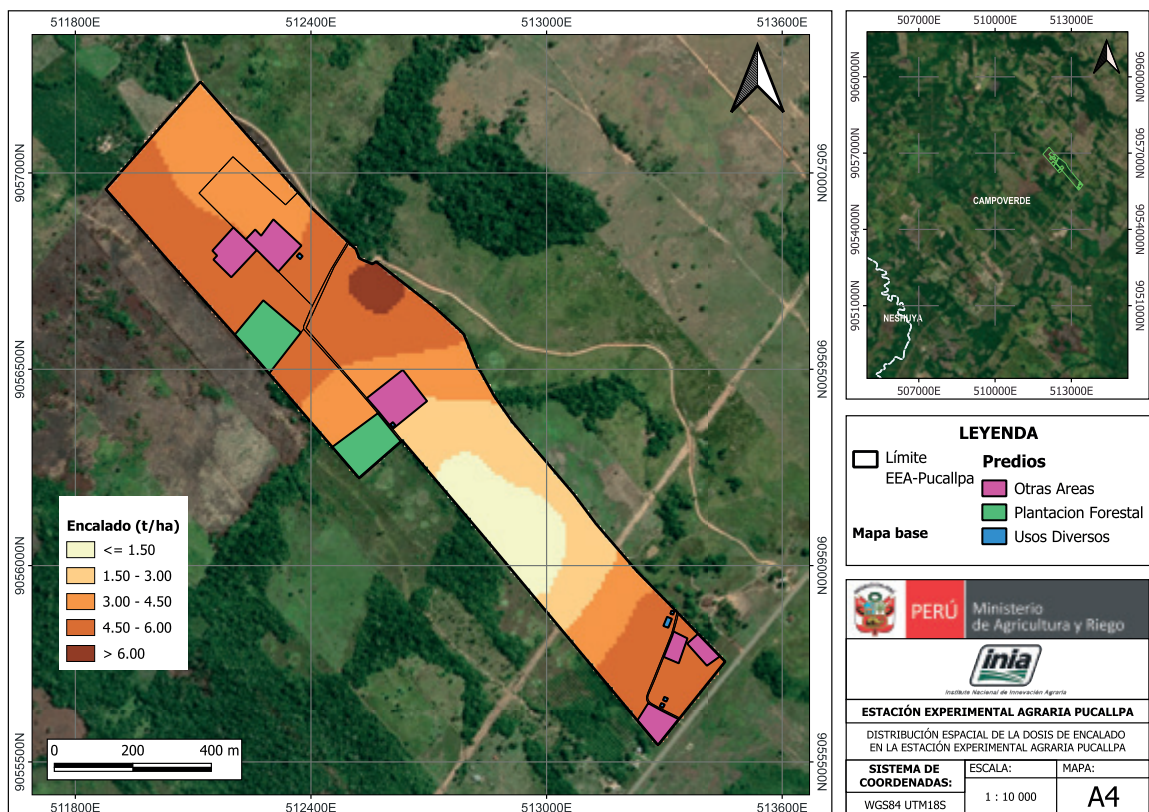 511800E
512400E
513000E
513600E
9057000N
9056500N
9056000N
9055500N
9057000N
9056500N
9056000N
9055500N
511800E
512400E
513000E
513600E
Encalado (t/ha)
<= 1.50
1.50 - 3.00
3.00 - 4.50
4.50 - 6.00
> 6.00
0 200 400 m
507000E
510000E
513000E
9060000N
9057000N
9054000N
9051000N
9060000N
9057000N
9054000N
9051000N
CAMPOVERDE
NESHUYA
507000E
510000E
513000E
LEYENDA
Límite
EEA-Pucallpa
Predios
Otras Areas
Plantacion Forestal
Usos Diversos
Mapa base
PERÚ
Ministerio
de Agricultura y Riego
inia
Instituto Nacional de Innovación Agraria
ESTACIÓN EXPERIMENTAL AGRARIA PUCALLPA
DISTRIBUCIÓN ESPACIAL DE LA DOSIS DE ENCALADO
EN LA ESTACIÓN EXPERIMENTAL AGRARIA PUCALLPA
SISTEMA DE
COORDENADAS:
WGS84 UTM18S
ESCALA:
1 : 10 000
MAPA:
A4